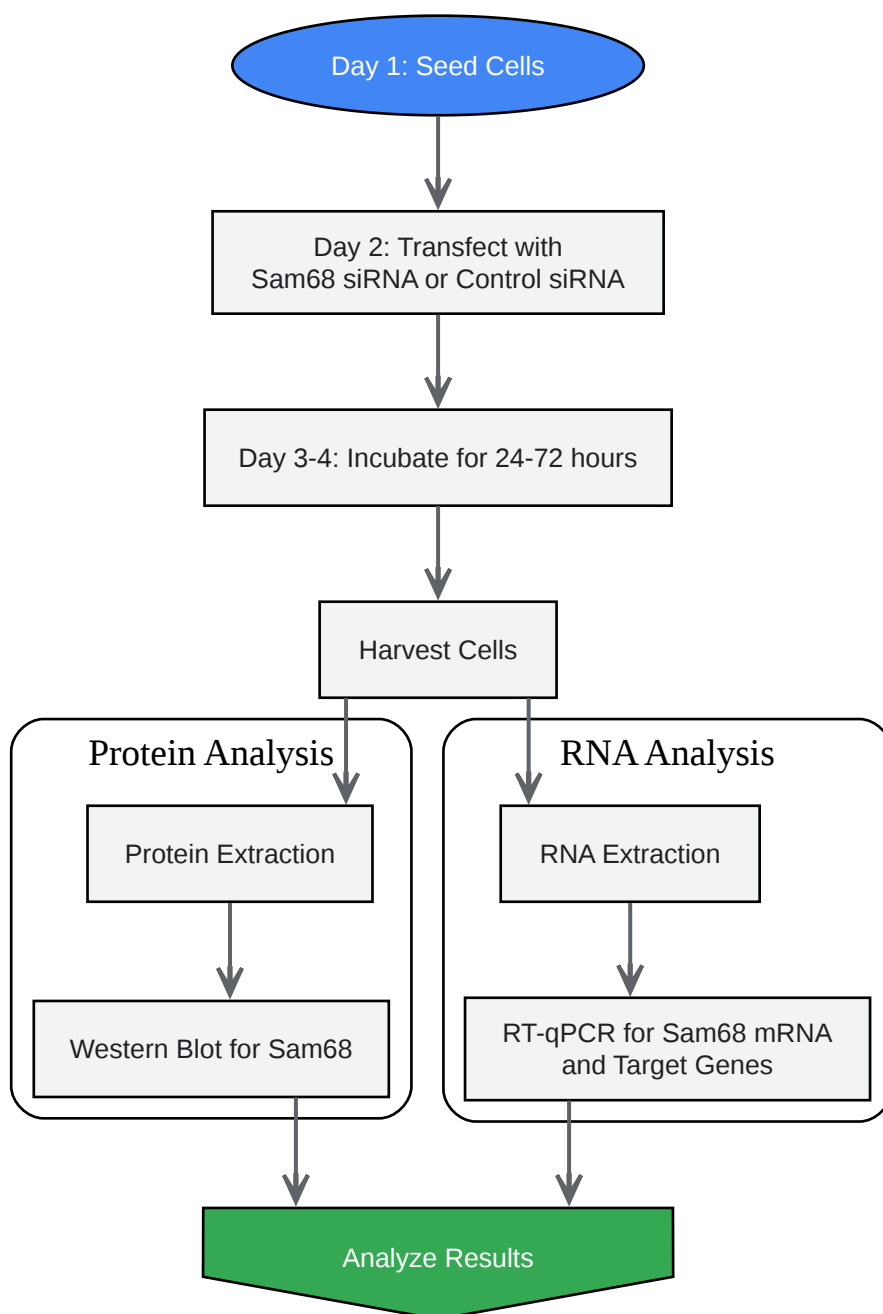 Day 1: Seed Cells
Day 2: Transfect with
Sam68 siRNA or Control siRNA
Day 3-4: Incubate for 24-72 hours
Harvest Cells
Protein Analysis
Protein Extraction
Western Blot for Sam68
RNA Analysis
RNA Extraction
RT-qPCR for Sam68 mRNA
and Target Genes
Analyze Results